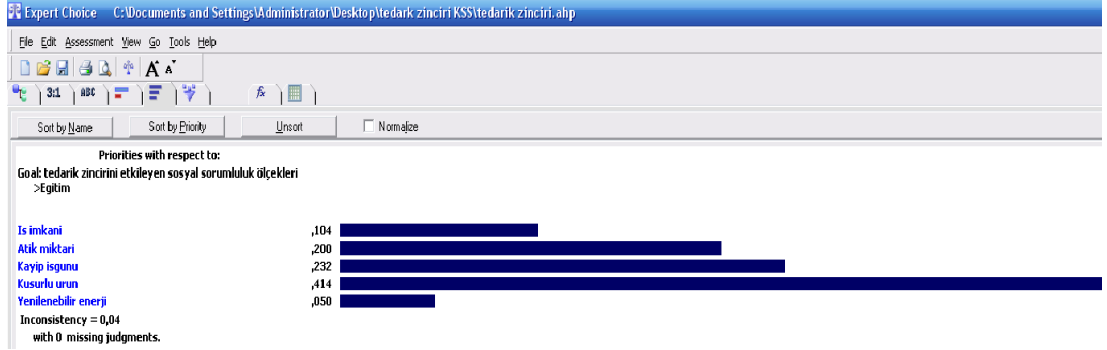 Expert Choice C:\Documents and Settings\Administrator\Desktop\tedark zinciri KSS\tedarik zinciri.ahp
File Edit Assessment View Go Tools Help
A A
3:1 ABC fx
Sort by Name Sort by Priority Unsort Normalize
Priorities with respect to:
Goal: tedarik zincirini etkileyen sosyal sorumluluk ölçekleri
>Egitim
Is imkani ,104
Atik miktari ,200
Kayip isgunu ,232
Kusurlu urun ,414
Yenilenebilir enerji ,050
Inconsistency = 0,04
with 0 missing judgments.